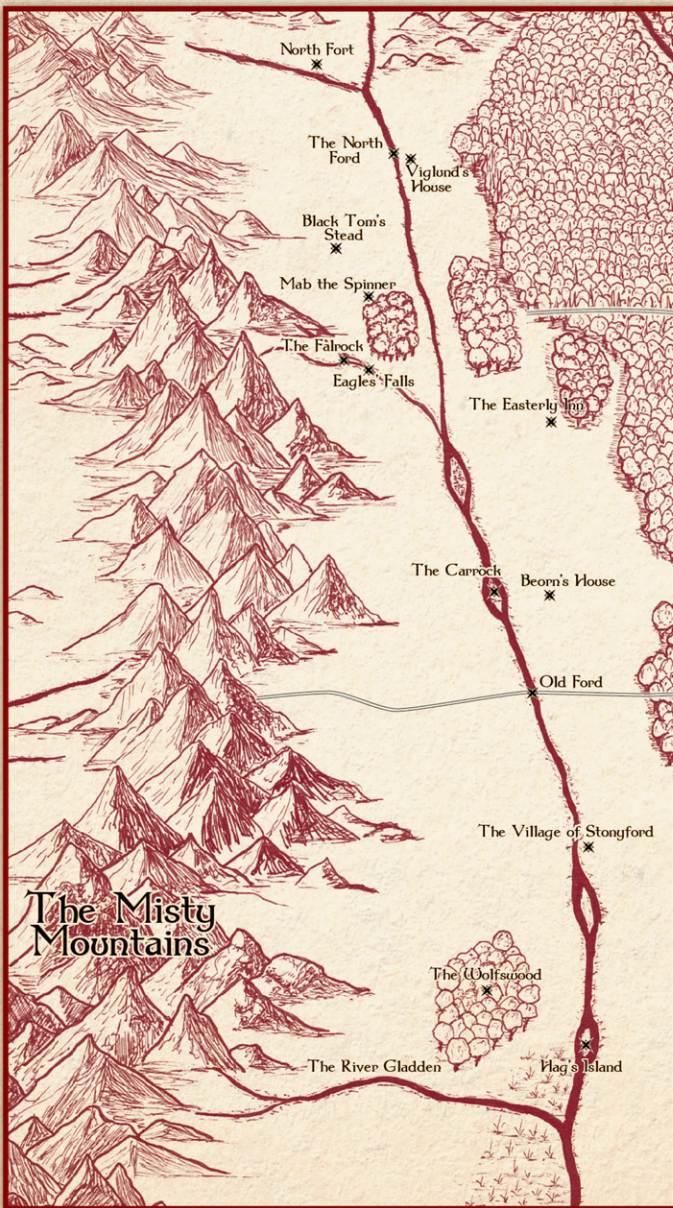 North Fort
The North
Ford
Viglund's
House
Black Tom's
Stead
Mab the Spinner
The Falrock
Eagles' Falls
The Easterly Inn
The Carrock
Beorn's House
Old Ford
The Village of Stonyford
The Misty
Mountains
The Wolfswood
The River Gladden
Hag's Island